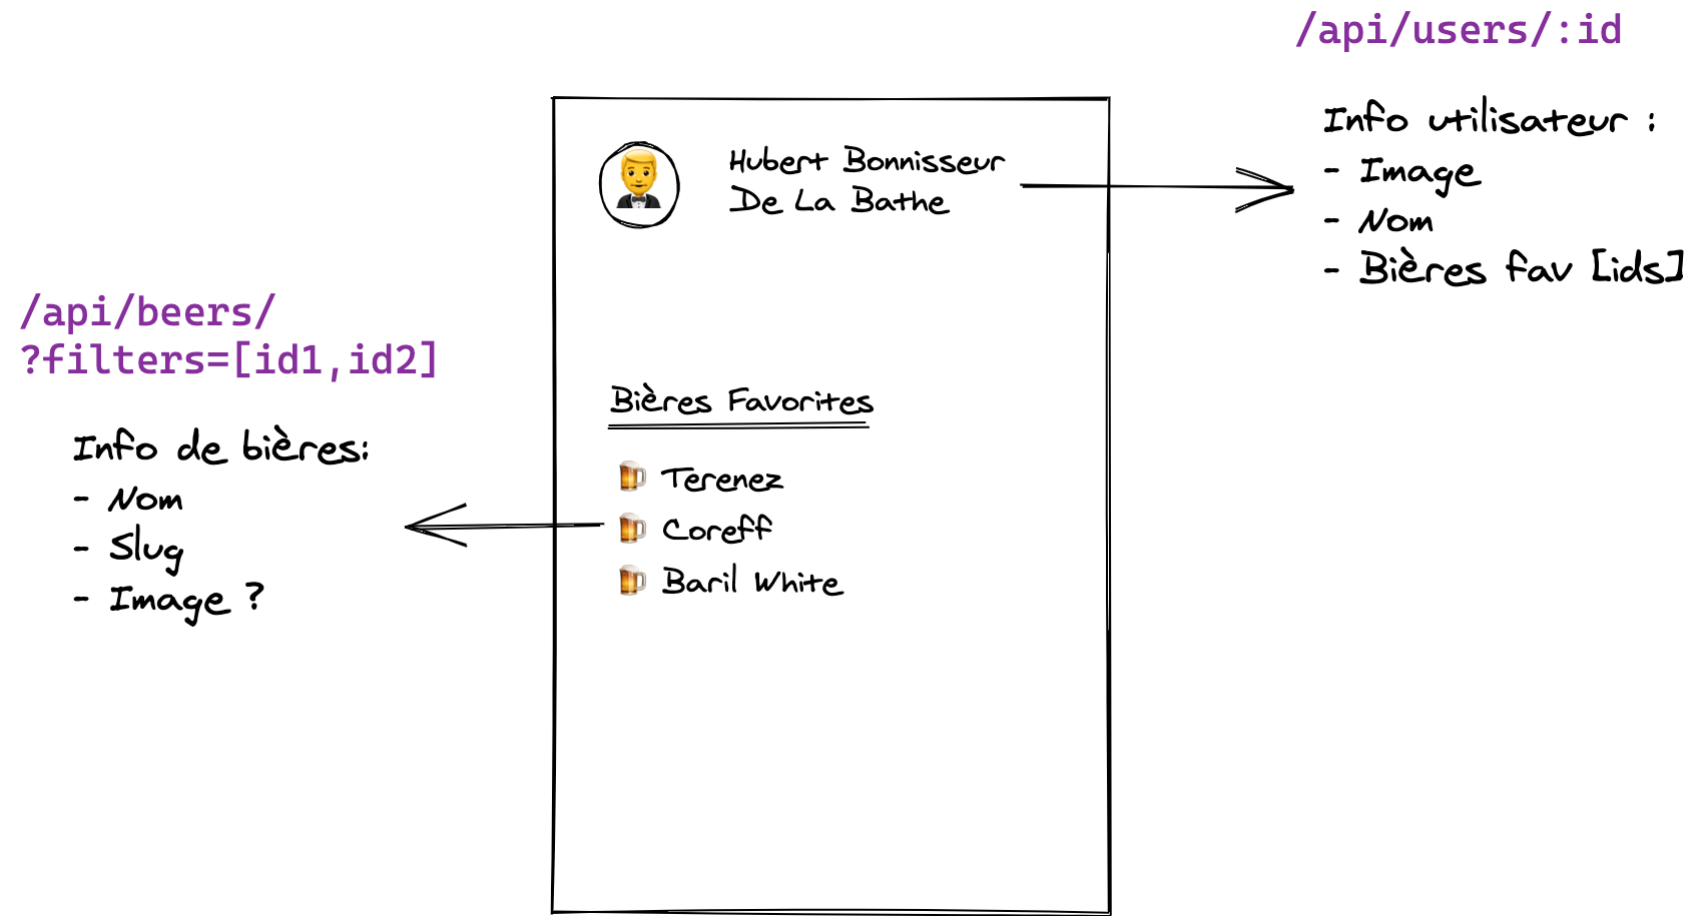 /api/users/:id
Info utilisateur :
- Image
- Nom
- Bières fav [ids]
Hubert Bonnisseur
De La Bathe
/api/beers/
?filters=[id1,id2]
Info de bières:
- Nom
- Slug
- Image ?
Bières Favorites
Terenez
Coreff
Baril White